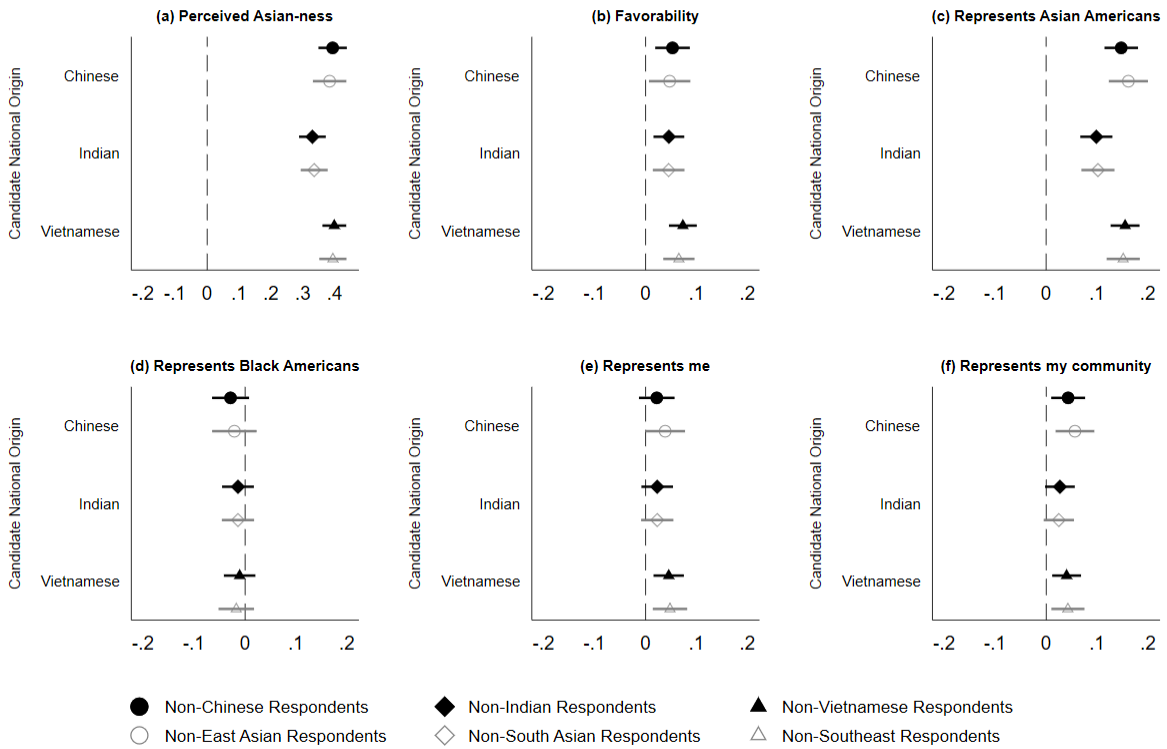 (a) Perceived Asian-ness
(b) Favorability
(c) Represents Asian Americans
Candidate National Origin
Chinese
Indian
Vietnamese
-.2 -.1 0 .1 .2 .3 .4
Candidate National Origin
Chinese
Indian
Vietnamese
-.2 -.1 0 .1 .2
Candidate National Origin
Chinese
Indian
Vietnamese
-.2 -.1 0 .1 .2
(d) Represents Black Americans
(e) Represents me
(f) Represents my community
Candidate National Origin
Chinese
Indian
Vietnamese
-.2 -.1 0 .1 .2
Candidate National Origin
Chinese
Indian
Vietnamese
-.2 -.1 0 .1 .2
Candidate National Origin
Chinese
Indian
Vietnamese
-.2 -.1 0 .1 .2
Non-Chinese Respondents
Non-Indian Respondents
Non-Vietnamese Respondents
Non-East Asian Respondents
Non-South Asian Respondents
Non-Southeast Respondents